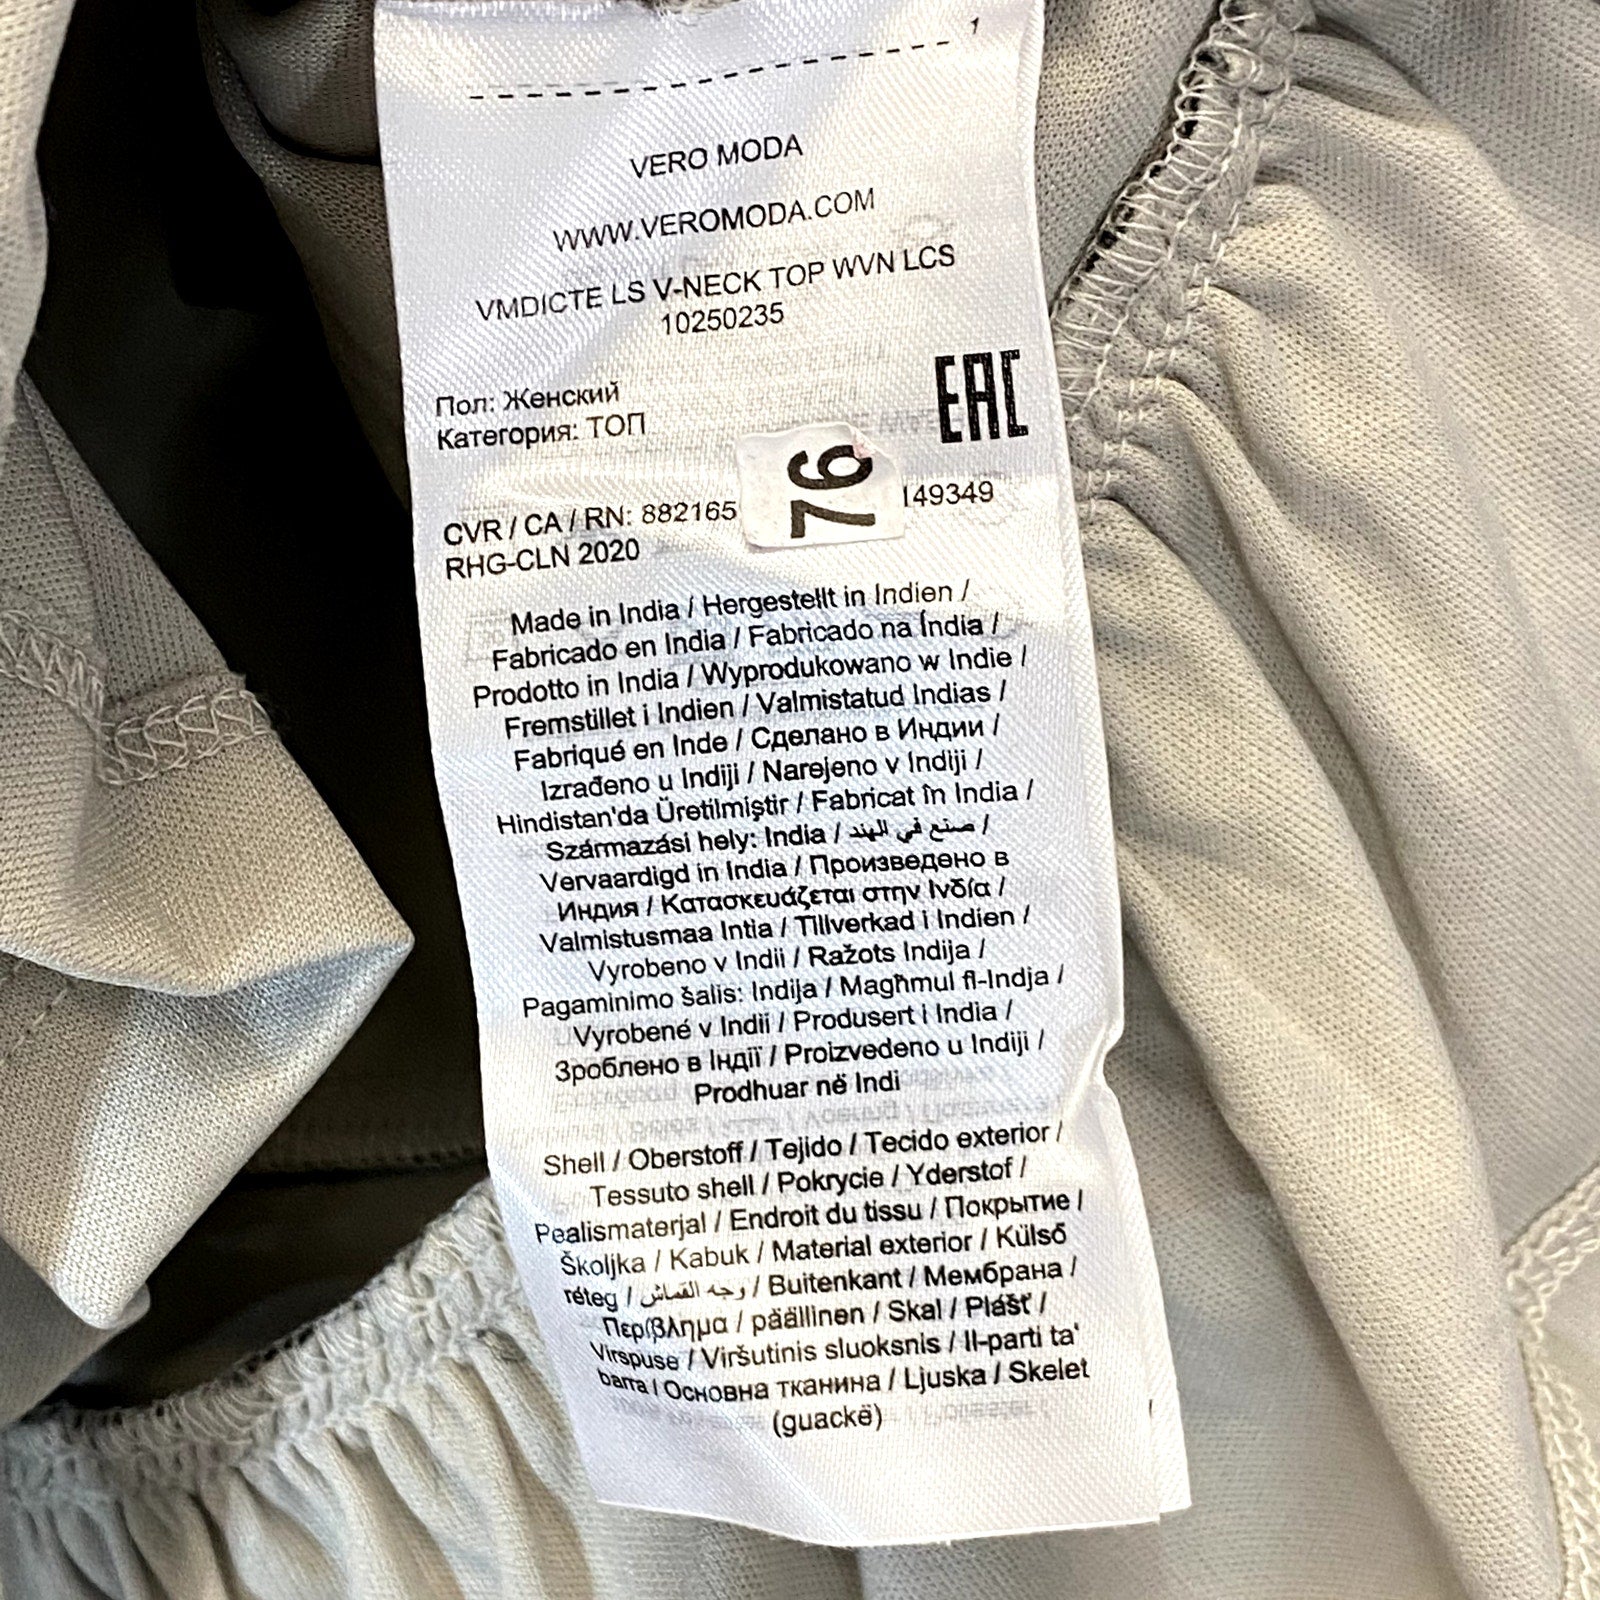 1
VERO MODA
WWW.VEROMODA.COM
VMDICTE LS V-NECK TOP WVN LCS
10250235
Пол: Женский
Категория: ТОП
EAC
76
CVR / CA / RN: 882165 149349
RHG-CLN 2020
Made in India / Hergestellt in Indien /
Fabricado en India / Fabricado na Índia /
Prodotto in India / Wyprodukowano w Indie /
Fremstillet i Indien / Valmistatud Indias /
Fabriqué en Inde / Сделано в Индии /
Izrađeno u Indiji / Narejeno v Indiji /
Hindistan'da Üretilmiştir / Fabricat în India /
Származási hely: India / صنع في الهند /
Vervaardigd in India / Произведено в
Индия / Κατασκευάζεται στην Ινδία /
Valmistusmaa Intia / Tillverkad i Indien /
Vyrobeno v Indii / Ražots Indija /
Pagaminimo šalis: Indija / Magħmul fl-Indja /
Vyrobené v Indii / Produsert i India /
Зроблено в Індії / Proizvedeno u Indiji /
Prodhuar në Indi
Shell / Oberstoff / Tejido / Tecido exterior /
Tessuto shell / Pokrycie / Yderstof /
Pealismaterjal / Endroit du tissu / Покрытие /
Školjka / Kabuk / Material exterior / Külső
réteg / وجه القماش / Buitenkant / Мембрана /
Περίβλημα / päällinen / Skal / Plášť /
Virspuse / Viršutinis sluoksnis / Il-parti ta'
barra / Основна тканина / Ljuska / Skelet
(guackë)